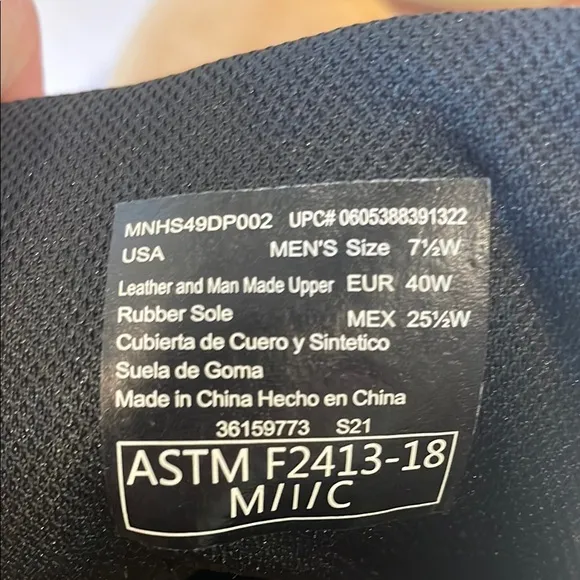 MNHS49DP002 UPC# 0605388391322
USA MEN'S Size 7½W
Leather and Man Made Upper EUR 40W
Rubber Sole MEX 25½W
Cubierta de Cuero y Sintetico
Suela de Goma
Made in China Hecho en China
36159773 S21
ASTM F2413-18
M/I/C